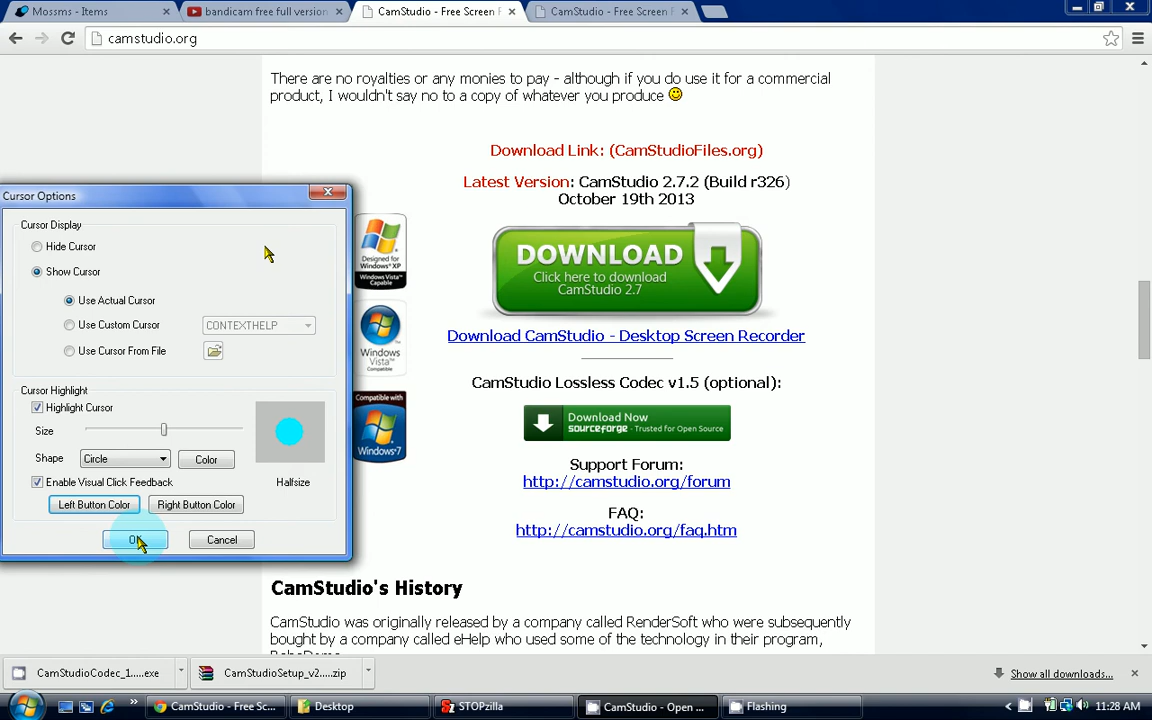 Mossms - Items
bandicam free full version
CamStudio - Free Screen R
CamStudio - Free Screen R
camstudio.org
There are no royalties or any monies to pay - although if you do use it for a commercial
product, I wouldn't say no to a copy of whatever you produce
Download Link: (CamStudioFiles.org)
Latest Version: CamStudio 2.7.2 (Build r326)
October 19th 2013
Cursor Options
Cursor Display
Hide Cursor
Show Cursor
Use Actual Cursor
Use Custom Cursor
CONTEXTHELP
Use Cursor From File
Cursor Highlight
Highlight Cursor
Size
Shape
Circle
Color
Halfsize
Enable Visual Click Feedback
Left Button Color
Right Button Color
OK
Cancel
Designed for
Windows XP
Windows Vista
Capable
Windows
Vista
Compatible
Compatible with
Windows 7
DOWNLOAD
Click here to download
CamStudio 2.7
Download CamStudio - Desktop Screen Recorder
CamStudio Lossless Codec v1.5 (optional):
Download Now
sourceforge - Trusted for Open Source
Support Forum:
http://camstudio.org/forum
FAQ:
http://camstudio.org/faq.htm
CamStudio's History
CamStudio was originally released by a company called RenderSoft who were subsequently
bought by a company called eHelp who used some of the technology in their program,
CamStudioCodec_1....exe
CamStudioSetup_v2....zip
Show all downloads...
CamStudio - Free Sc...
Desktop
STOPzilla
CamStudio - Open ...
Flashing
11:28 AM